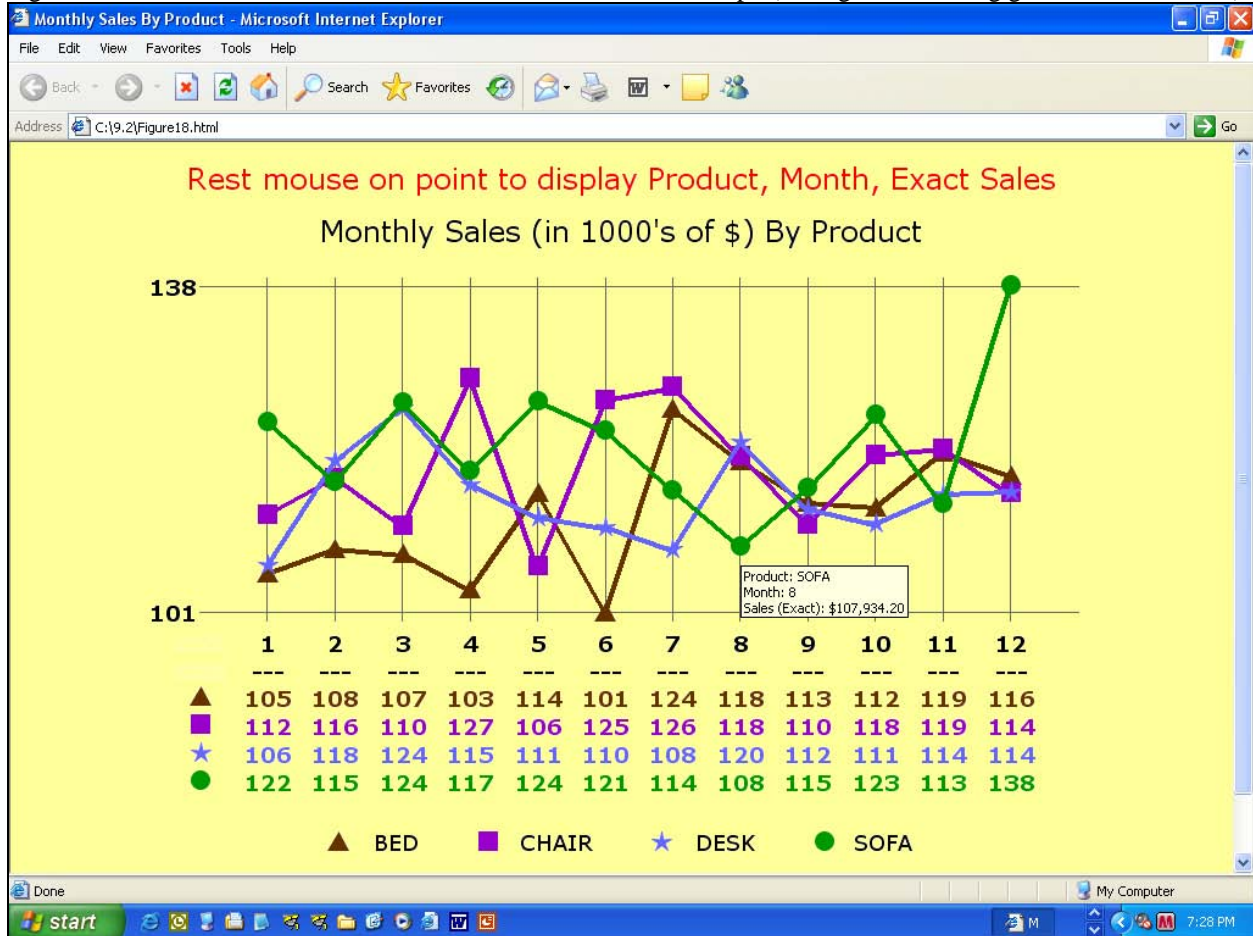 Monthly Sales By Product - Microsoft Internet Explorer
File Edit View Favorites Tools Help
Back Search Favorites
Address C:\9.2\Figure18.html Go
Rest mouse on point to display Product, Month, Exact Sales
Monthly Sales (in 1000's of $) By Product
138
Product: SOFA
Month: 8
Sales (Exact): $107,934.20
101
1 2 3 4 5 6 7 8 9 10 11 12
--- --- --- --- --- --- --- --- --- --- --- ---
105 108 107 103 114 101 124 118 113 112 119 116
112 116 110 127 106 125 126 118 110 118 119 114
106 118 124 115 111 110 108 120 112 111 114 114
122 115 124 117 124 121 114 108 115 123 113 138
BED CHAIR DESK SOFA
Done My Computer
start M 7:28 PM